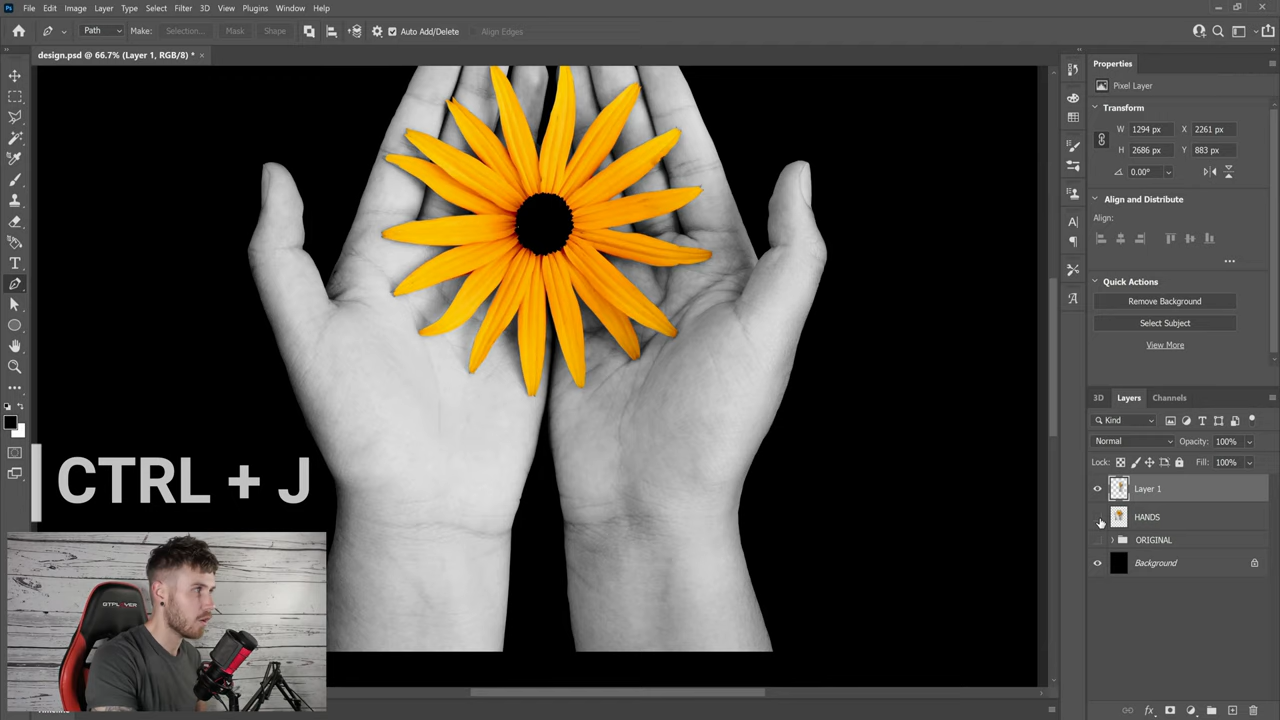 File Edit Image Layer Type Select Filter 3D View Plugins Window Help
Path Make: Selection... Mask Shape Auto Add/Delete Align Edges
design.psd @ 66.7% (Layer 1, RGB/8) *
Properties
Pixel Layer
Transform
W 1294 px X 2261 px
H 2686 px Y 883 px
0.00°
Align and Distribute
Align:
Quick Actions
Remove Background
Select Subject
View More
3D Layers Channels
Kind
Normal Opacity: 100%
Lock: Fill: 100%
Layer 1
HANDS
ORIGINAL
Background
CTRL + J
GTPLAYER